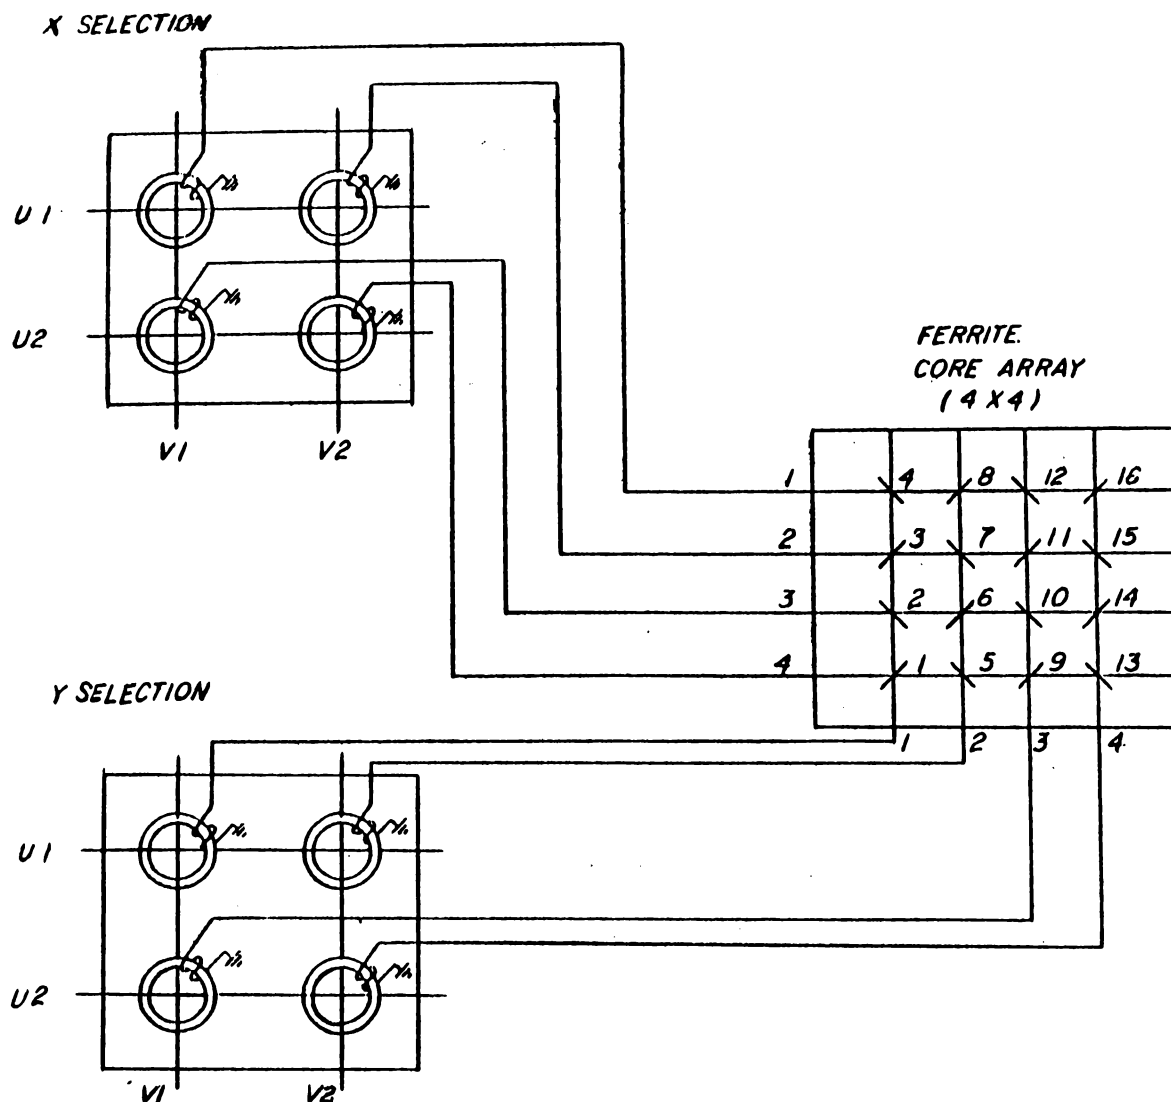 X SELECTION
U1
U2
V1 V2
FERRITE.
CORE ARRAY
(4 X 4)
1 4 8 12 16
2 3 7 11 15
3 2 6 10 14
4 1 5 9 13
1 2 3 4.
Y SELECTION
U1
U2
V1 V2